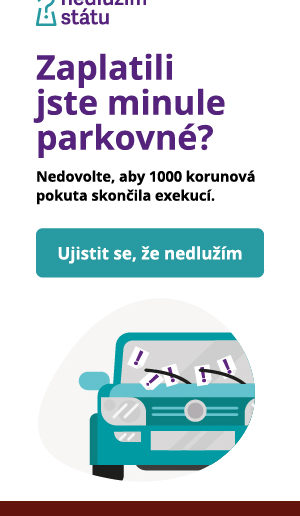 nedlužím
státu
Zaplatili
jste minule
parkovné?
Nedovolte, aby 1000 korunová
pokuta skončila exekucí.
Ujistit se, že nedlužím
! ! ! !